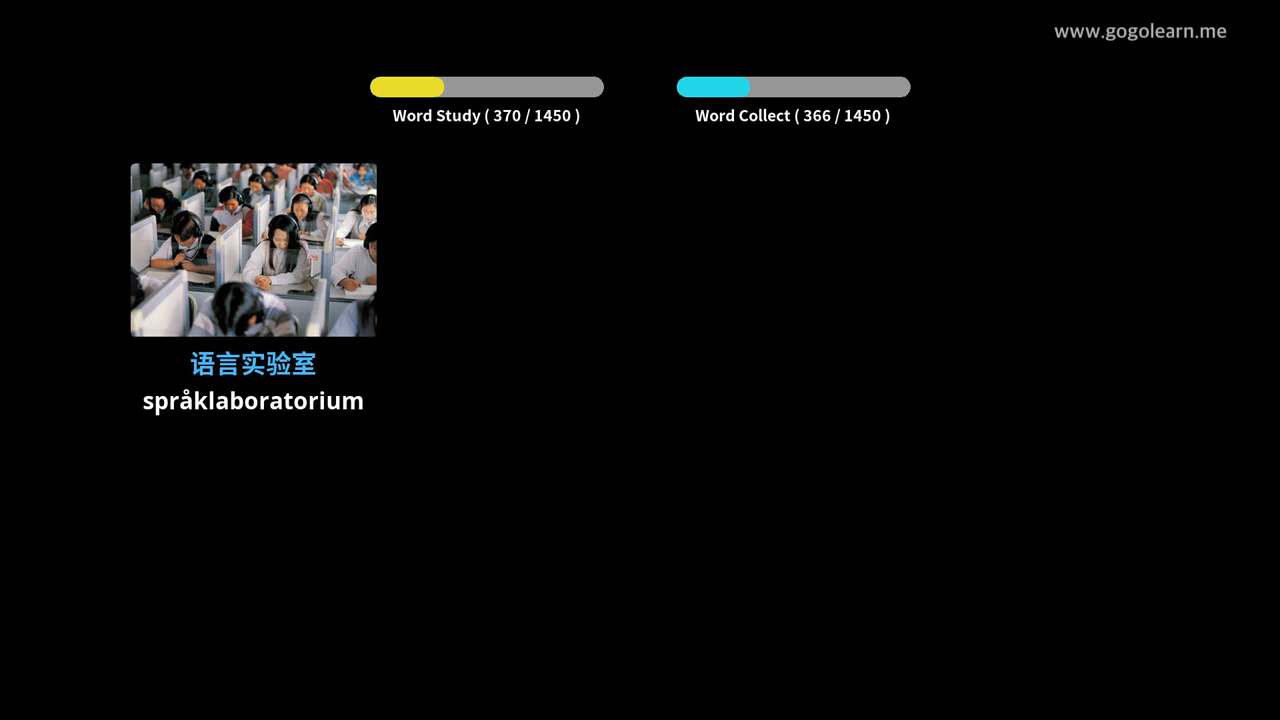 www.gogolearn.me
Word Study ( 370 / 1450 )
Word Collect ( 366 / 1450 )
语言实验室
språklaboratorium